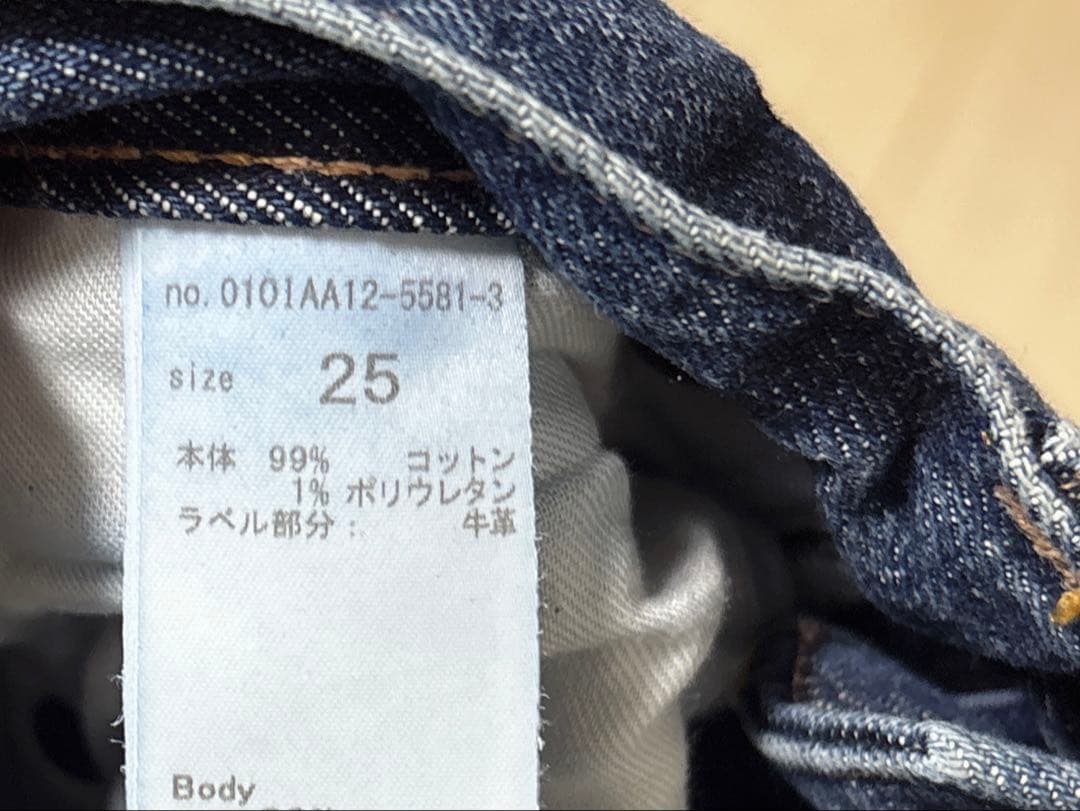 no. 0101AA12-5581-3
size 25
本体 99% コットン
1% ポリウレタン
ラベル部分： 牛革
Body